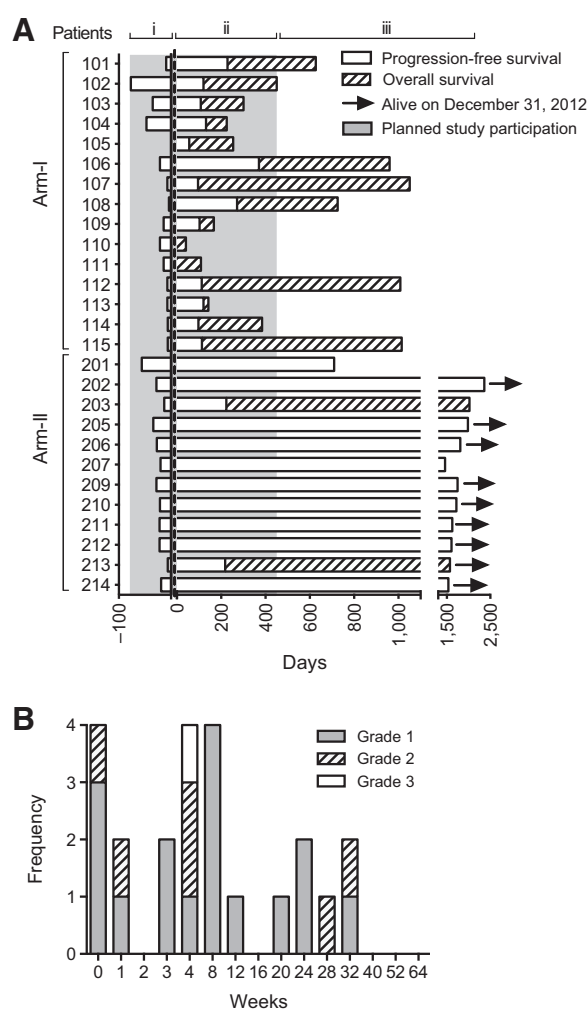 A
Patients
i
ii
iii
Progression-free survival
Overall survival
Alive on December 31, 2012
Planned study participation
Arm-I
101
102
103
104
105
106
107
108
109
110
111
112
113
114
115
Arm-II
201
202
203
205
206
207
209
210
211
212
213
214
−100
0
200
400
600
800
1,000
1,500
2,500
Days
B
Grade 1
Grade 2
Grade 3
Frequency
4
3
2
1
0
0 1 2 3 4 8 12 16 20 24 28 32 40 52 64
Weeks